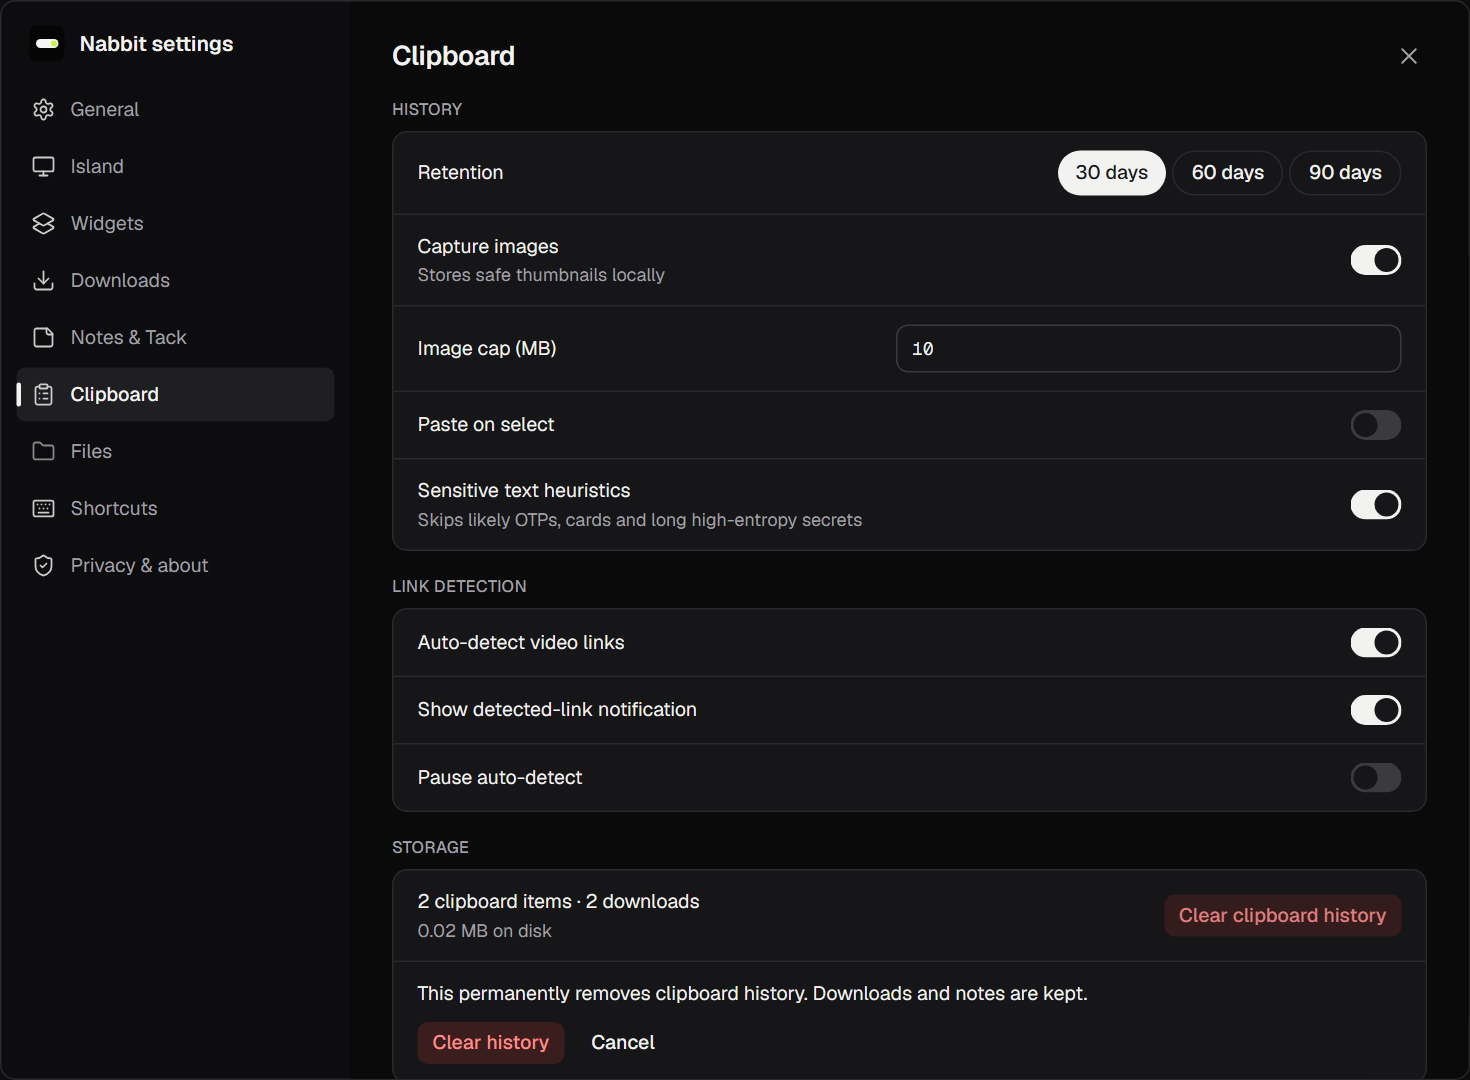 Nabbit settings
General
Island
Widgets
Downloads
Notes & Tack
Clipboard
Files
Shortcuts
Privacy & about
Clipboard
HISTORY
Retention
30 days
60 days
90 days
Capture images
Stores safe thumbnails locally
Image cap (MB)
10
Paste on select
Sensitive text heuristics
Skips likely OTPs, cards and long high-entropy secrets
LINK DETECTION
Auto-detect video links
Show detected-link notification
Pause auto-detect
STORAGE
2 clipboard items · 2 downloads
0.02 MB on disk
Clear clipboard history
This permanently removes clipboard history. Downloads and notes are kept.
Clear history
Cancel